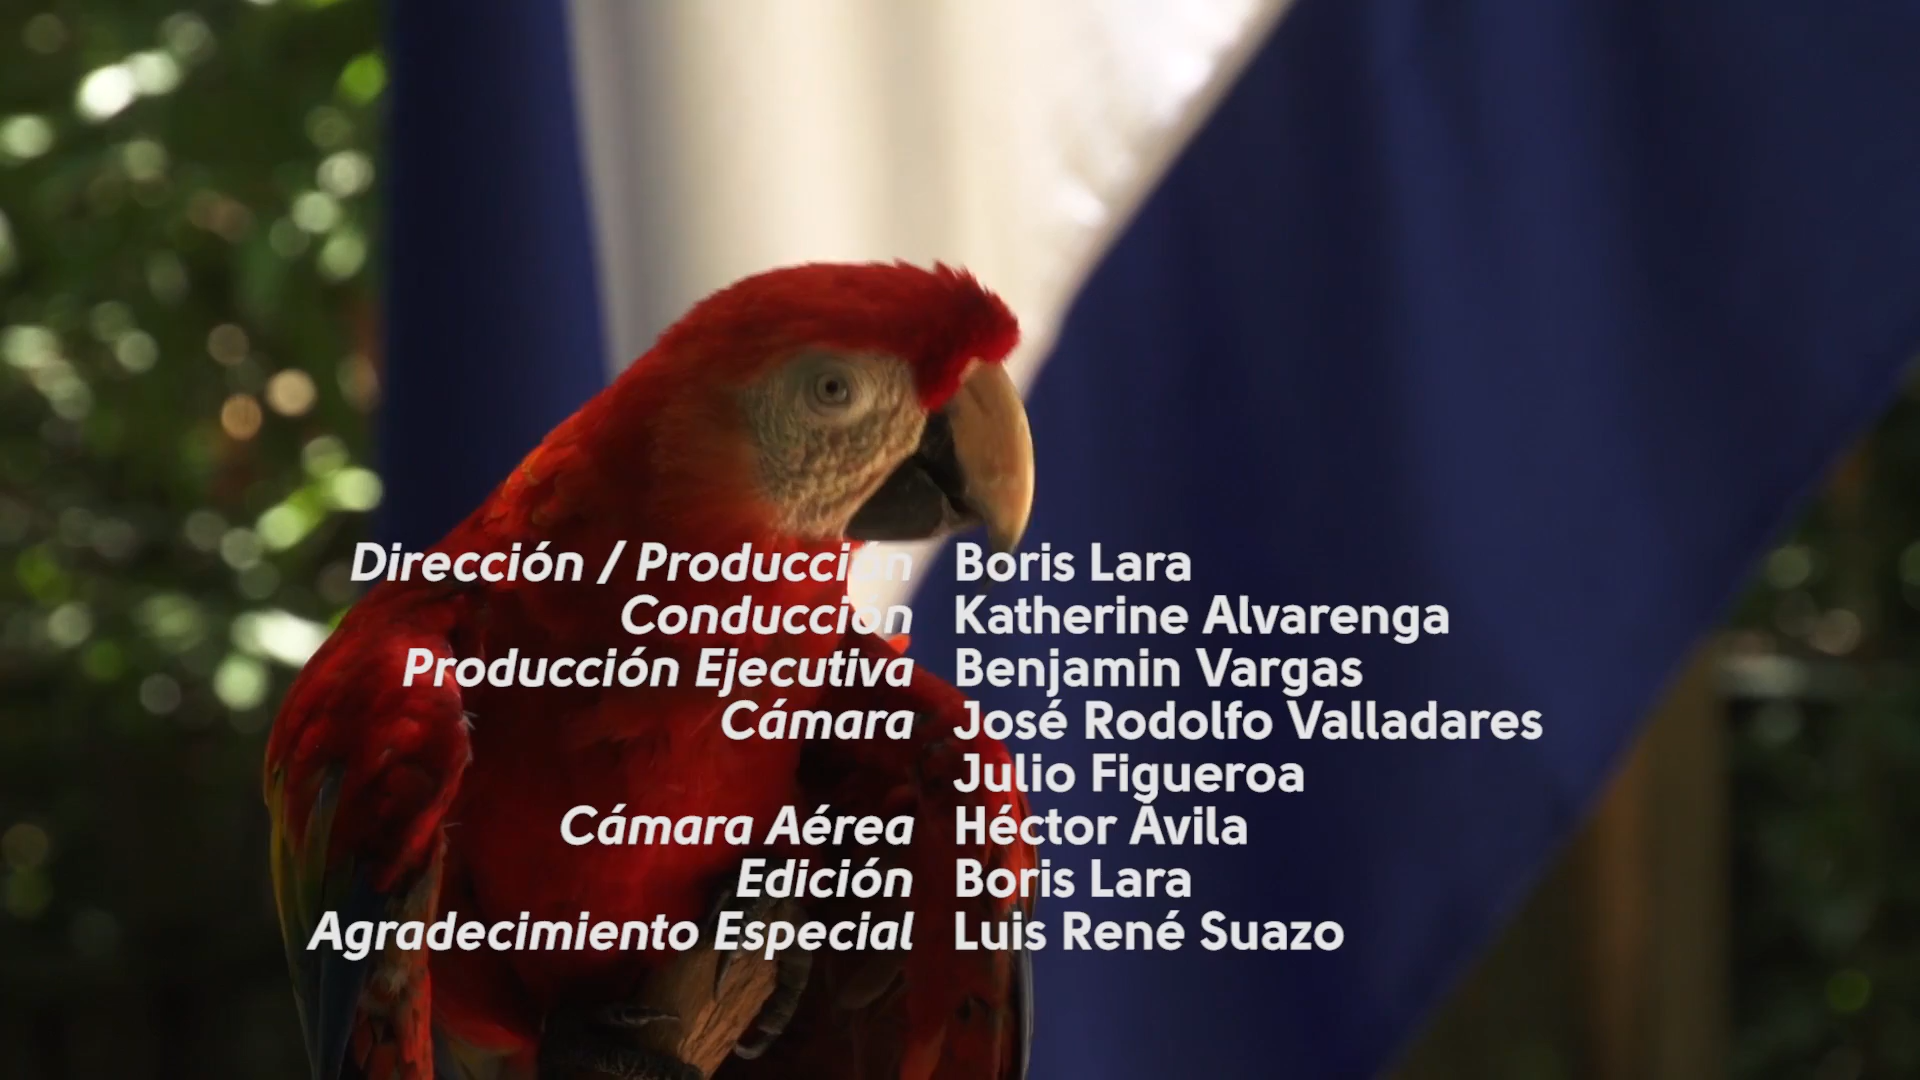 Dirección / Producción Boris Lara
Conducción Katherine Alvarenga
Producción Ejecutiva Benjamin Vargas
Cámara José Rodolfo Valladares
Julio Figueroa
Cámara Aérea Héctor Ávila
Edición Boris Lara
Agradecimiento Especial Luis René Suazo